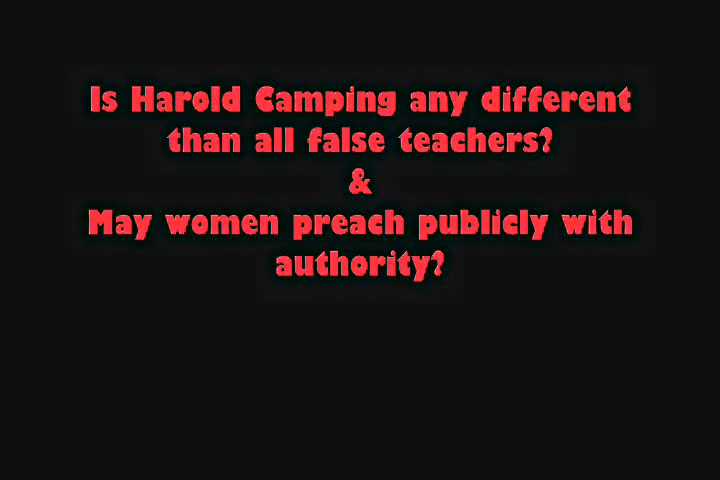 Is Harold Camping any different
than all false teachers?
&
May women preach publicly with
authority?